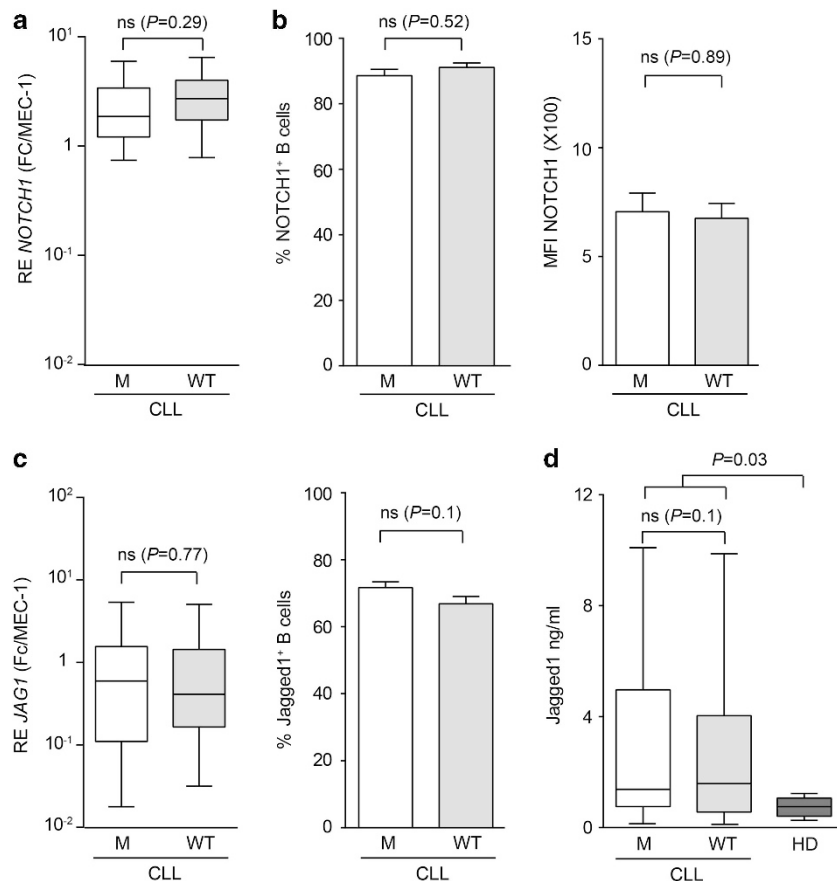 a
ns (P=0.29)
RE NOTCH1 (FC/MEC-1)
10¹
1
10⁻¹
10⁻²
M WT
CLL
b
ns (P=0.52)
% NOTCH1⁺ B cells
100
80
60
40
20
0
M WT
CLL
ns (P=0.89)
MFI NOTCH1 (X100)
15
10
5
0
M WT
CLL
c
ns (P=0.77)
RE JAG1 (Fc/MEC-1)
10²
10¹
1
10⁻¹
10⁻²
M WT
CLL
ns (P=0.1)
% Jagged1⁺ B cells
100
80
60
40
20
0
M WT
CLL
d
P=0.03
ns (P=0.1)
Jagged1 ng/ml
12
8
4
0
M WT HD
CLL